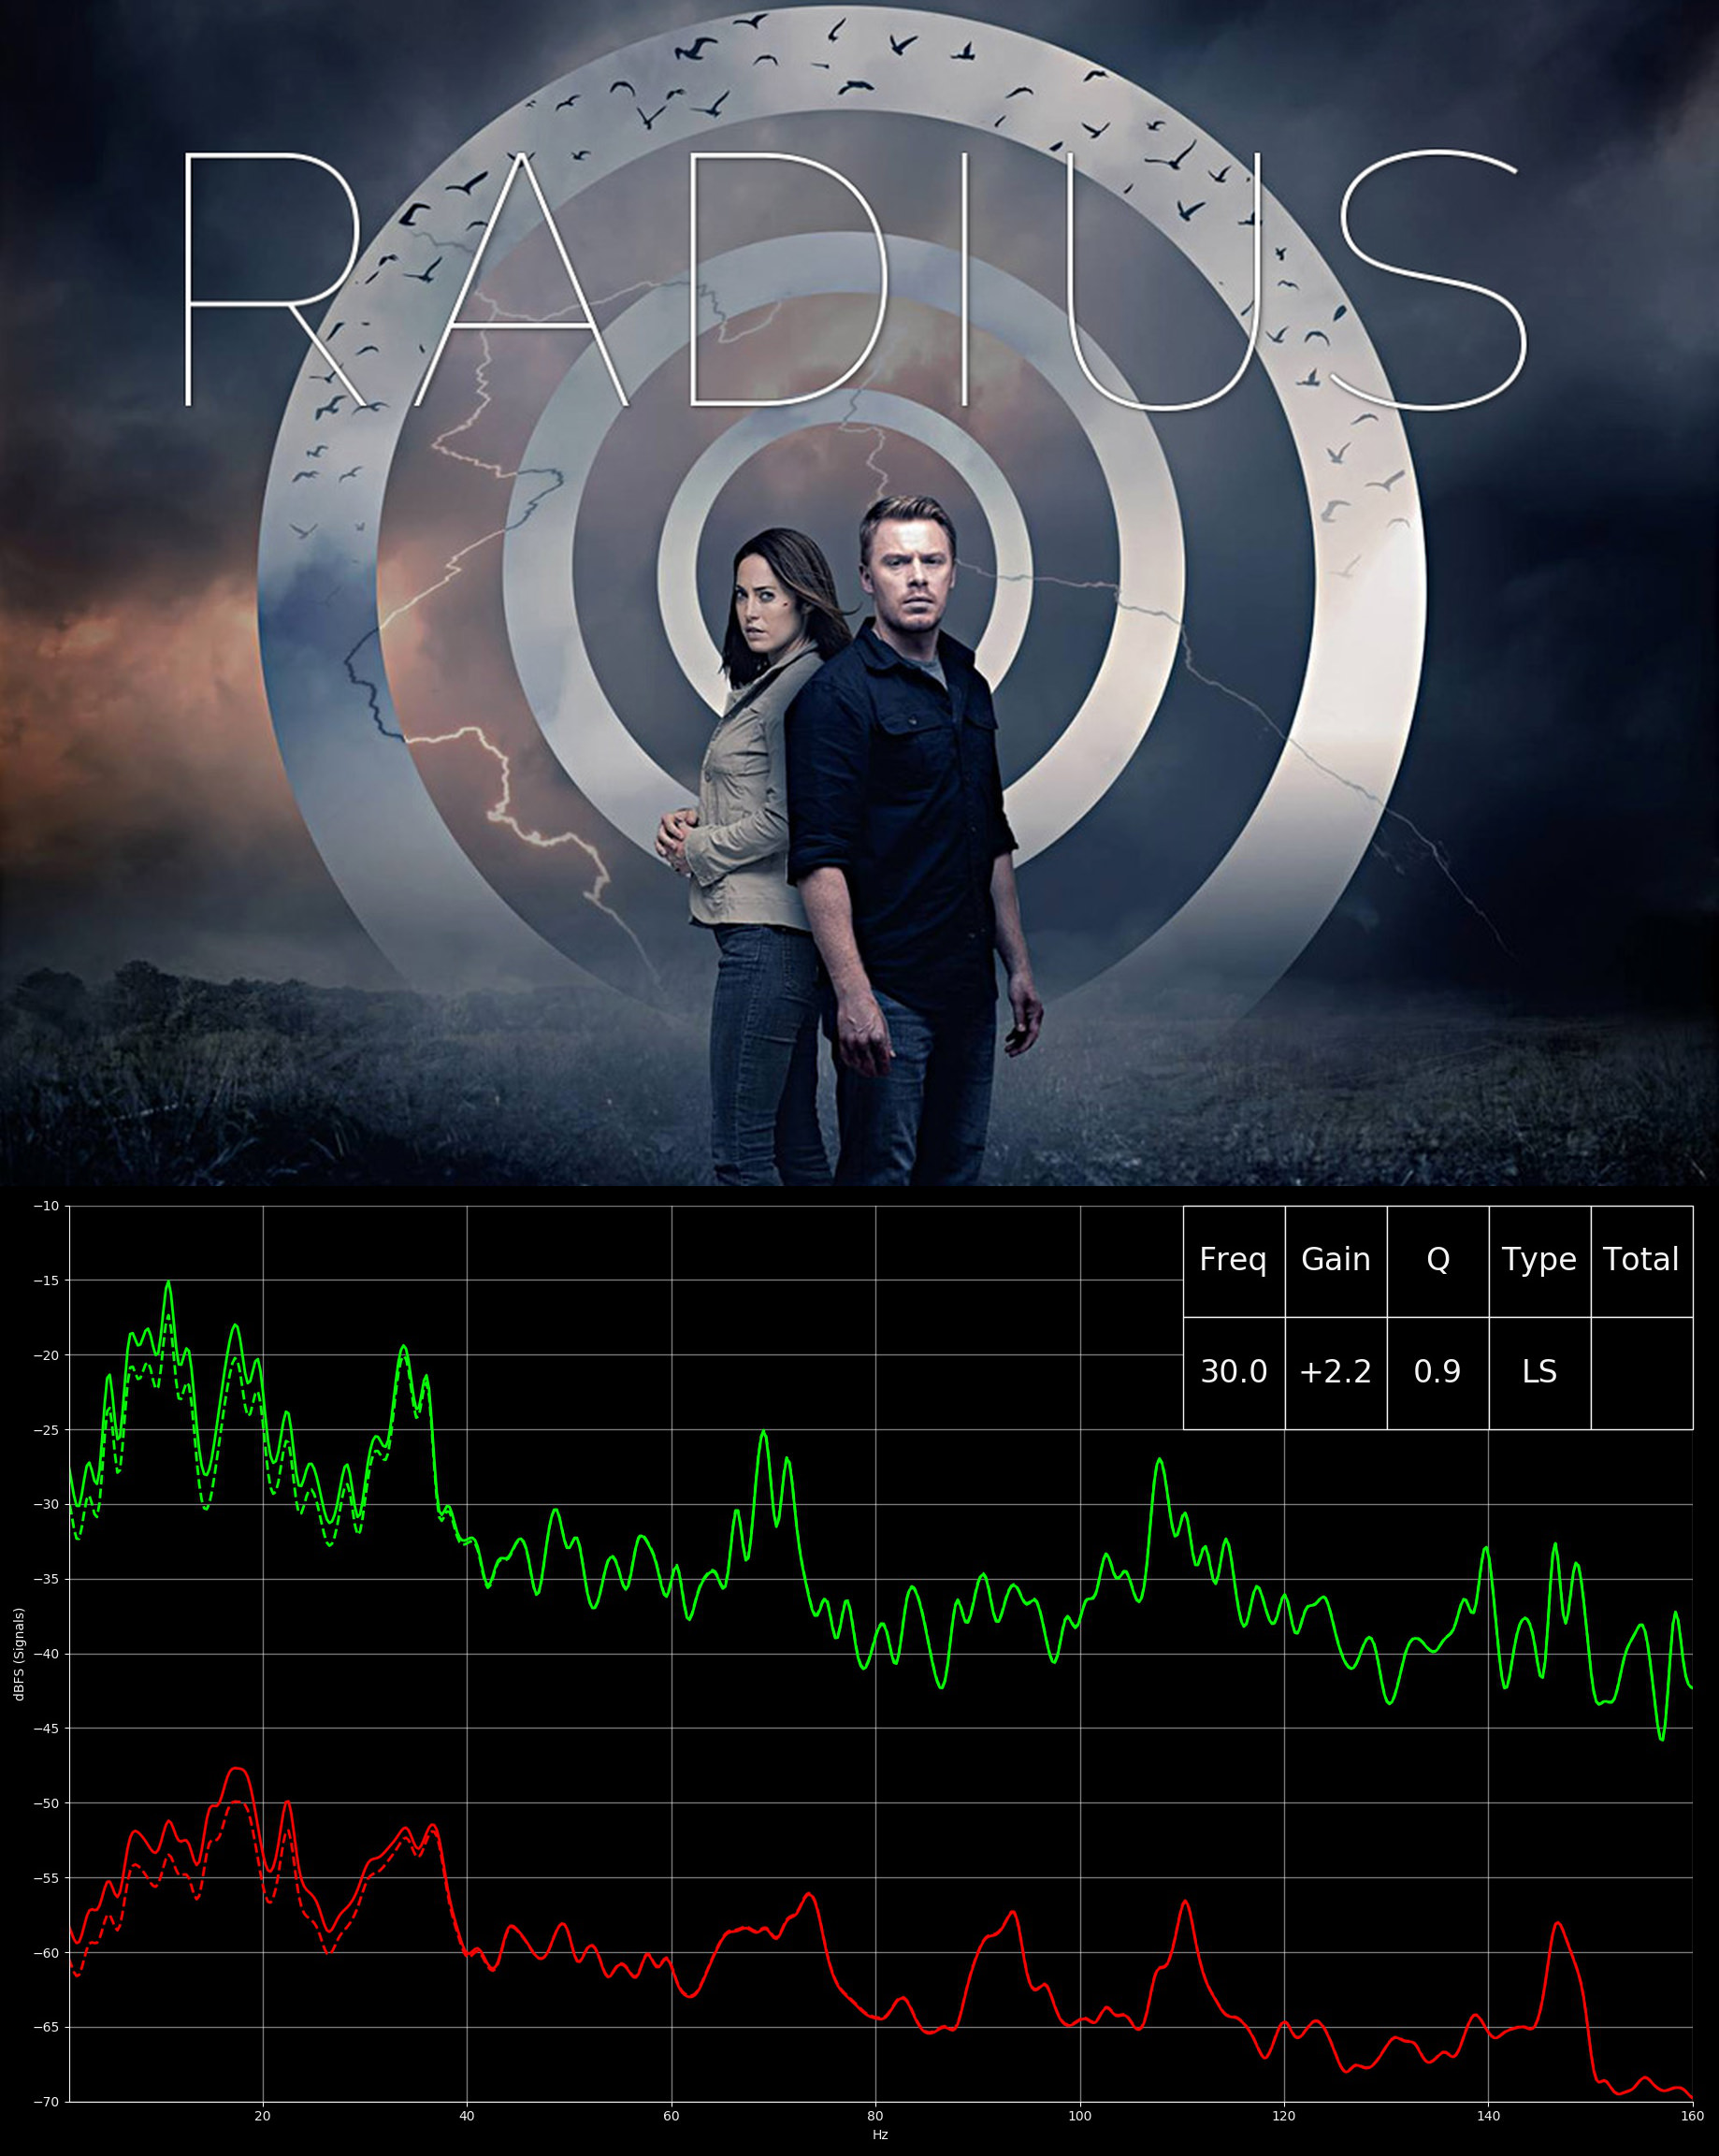 RADIUS
Freq Gain Q Type Total
30.0 +2.2 0.9 LS
−10
−15
−20
−25
−30
−35
−40
−45
−50
−55
−60
−65
−70
dBFS (Signals)
20 40 60 80 100 120 140 160
Hz